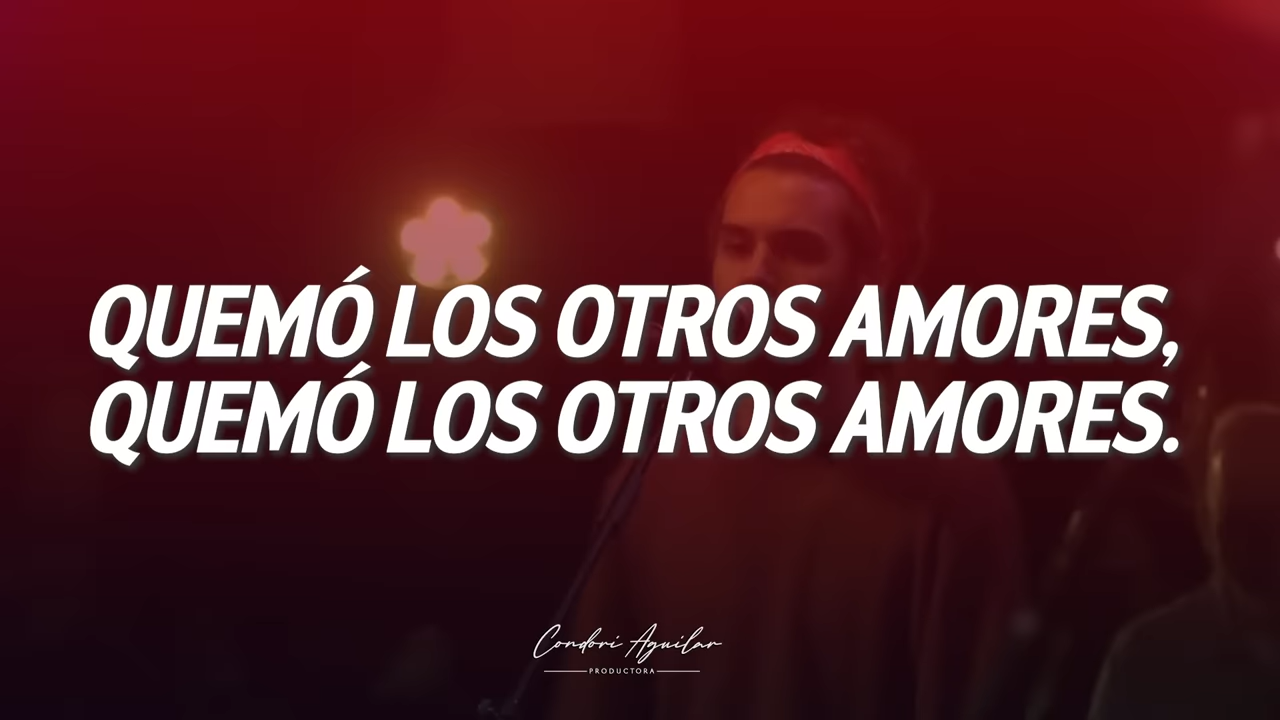 QUEMÓ LOS OTROS AMORES,
QUEMÓ LOS OTROS AMORES.
Condori Aguilar
PRODUCTORA